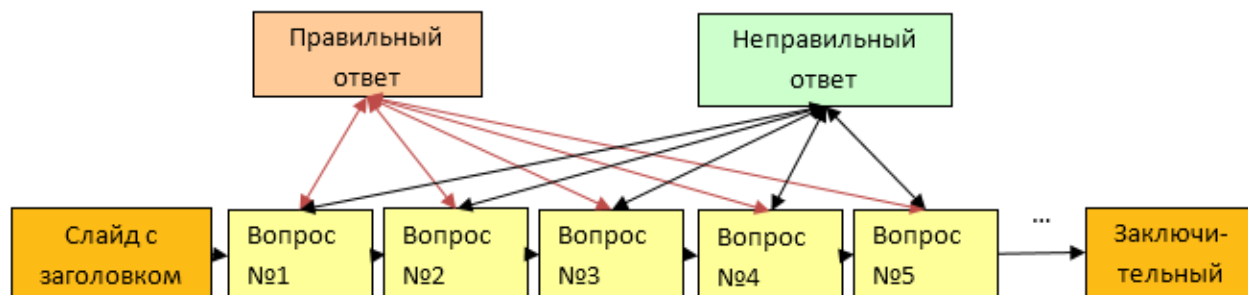 Правильный
ответ
Неправильный
ответ
Слайд с
заголовком
Вопрос
№1
Вопрос
№2
Вопрос
№3
Вопрос
№4
Вопрос
№5
...
Заключи-
тельный